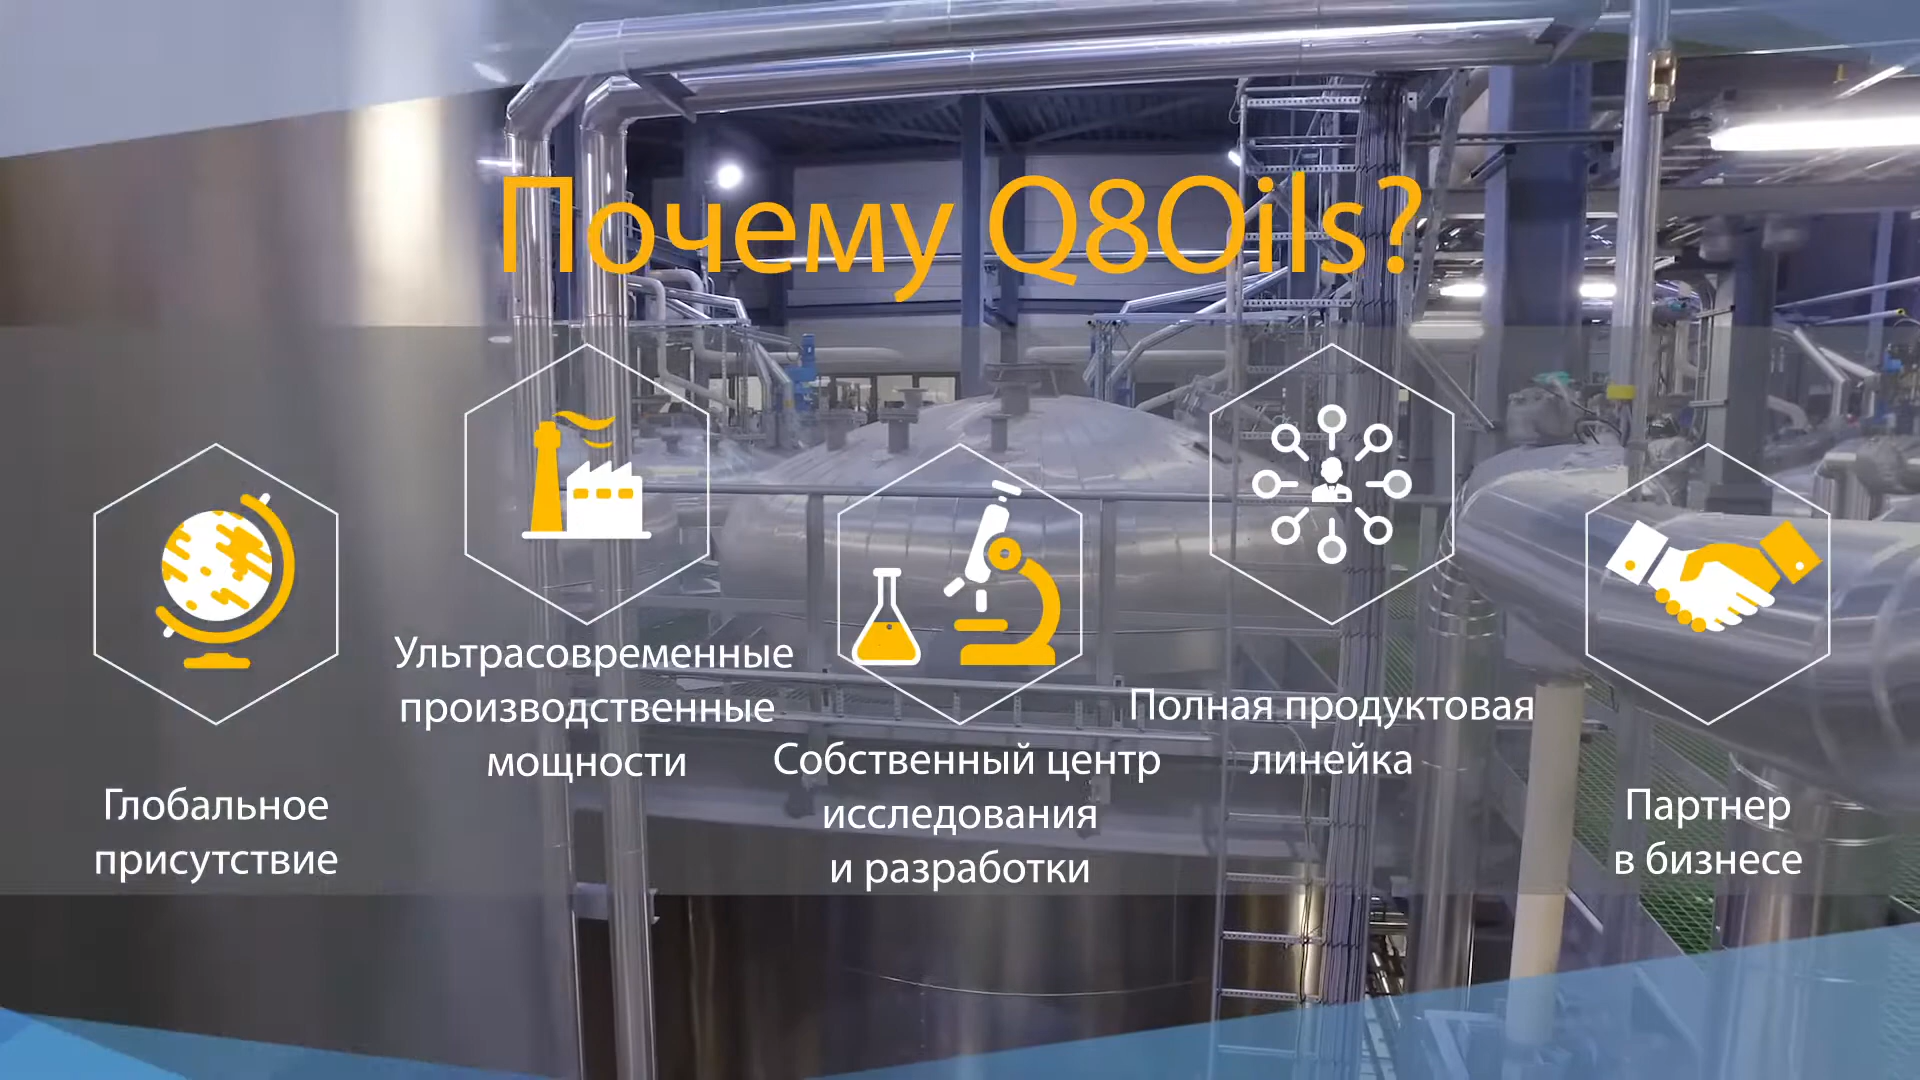 Почему Q8Oils?
Глобальное
присутствие
Ультрасовременные
производственные
мощности
Собственный центр
исследования
и разработки
Полная продуктовая
линейка
Партнер
в бизнесе